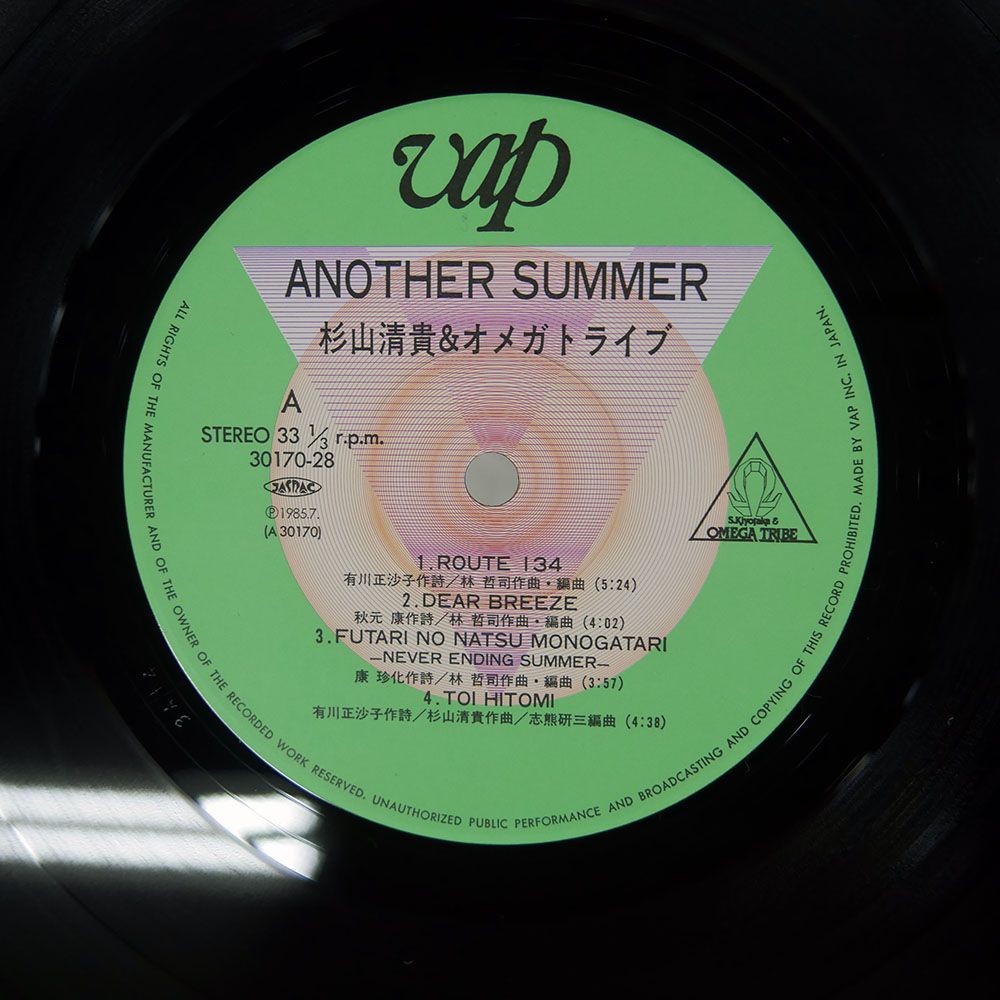 vap
ANOTHER SUMMER
杉山清貴&オメガトライブ
A
STEREO 33 1/3 r.p.m.
30170-28
JASRAC
Ⓟ1985.7.
(A 30170)
S.Kiyotaka &
OMEGA TRIBE
1.ROUTE 134
有川正沙子作詩／林 哲司作曲・編曲 (5:24)
2.DEAR BREEZE
秋元 康作詩／林 哲司作曲・編曲 (4:02)
3.FUTARI NO NATSU MONOGATARI
—NEVER ENDING SUMMER—
康 珍化作詩／林 哲司作曲・編曲 (3:57)
4.TOI HITOMI
有川正沙子作詩／杉山清貴作曲／志熊研三編曲 (4:38)
ALL RIGHTS OF THE MANUFACTURER AND OF THE OWNER OF THE RECORDED WORK RESERVED. UNAUTHORIZED PUBLIC PERFORMANCE AND BROADCASTING AND COPYING OF THIS RECORD PROHIBITED. MADE BY VAP INC. IN JAPAN.